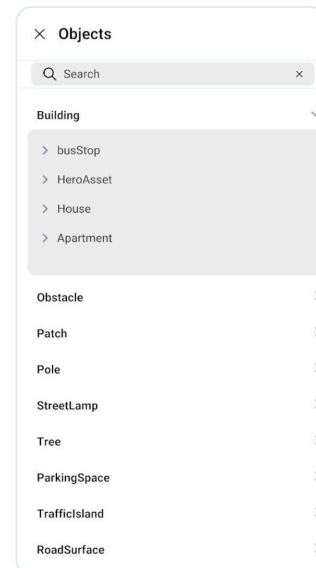 Objects
Search
Building
busStop
HeroAsset
House
Apartment
Obstacle
Patch
Pole
StreetLamp
Tree
ParkingSpace
TrafficIsland
RoadSurface